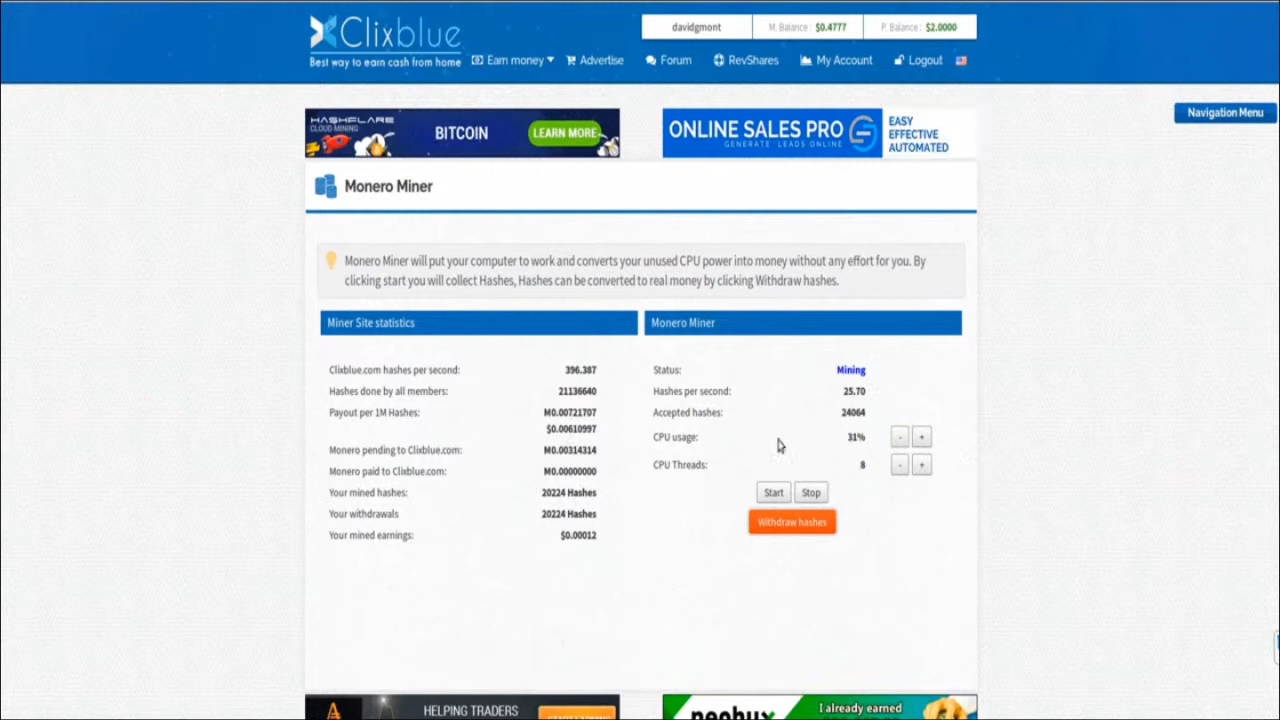 Clixblue
Best way to earn cash from home
davidgmont
M. Balance : $0.4777
P. Balance : $2.0000
Earn money
Advertise
Forum
RevShares
My Account
Logout
Navigation Menu
HASHFLARE
CLOUD MINING
BITCOIN
LEARN MORE
ONLINE SALES PRO
GENERATE LEADS ONLINE
EASY
EFFECTIVE
AUTOMATED
Monero Miner
Monero Miner will put your computer to work and converts your unused CPU power into money without any effort for you. By
clicking start you will collect Hashes, Hashes can be converted to real money by clicking Withdraw hashes.
Miner Site statistics
Clixblue.com hashes per second: 396.387
Hashes done by all members: 21136640
Payout per 1M Hashes: M0.00721707
$0.00610997
Monero pending to Clixblue.com: M0.00314314
Monero paid to Clixblue.com: M0.00000000
Your mined hashes: 20224 Hashes
Your withdrawals 20224 Hashes
Your mined earnings: $0.00012
Monero Miner
Status: Mining
Hashes per second: 25.70
Accepted hashes: 24064
CPU usage: 31% - +
CPU Threads: 8 - +
Start Stop
Withdraw hashes
HELPING TRADERS
neobux
I already earned